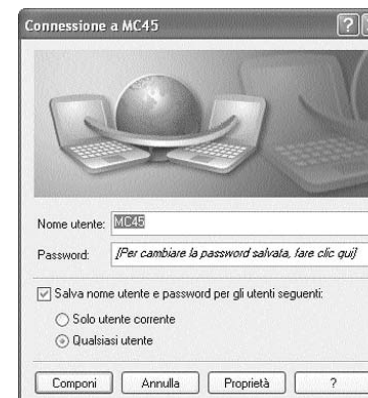 Connessione a MC45
Nome utente: MC45
Password: [Per cambiare la password salvata, fare clic qui]
Salva nome utente e password per gli utenti seguenti:
Solo utente corrente
Qualsiasi utente
Componi Annulla Proprietà ?